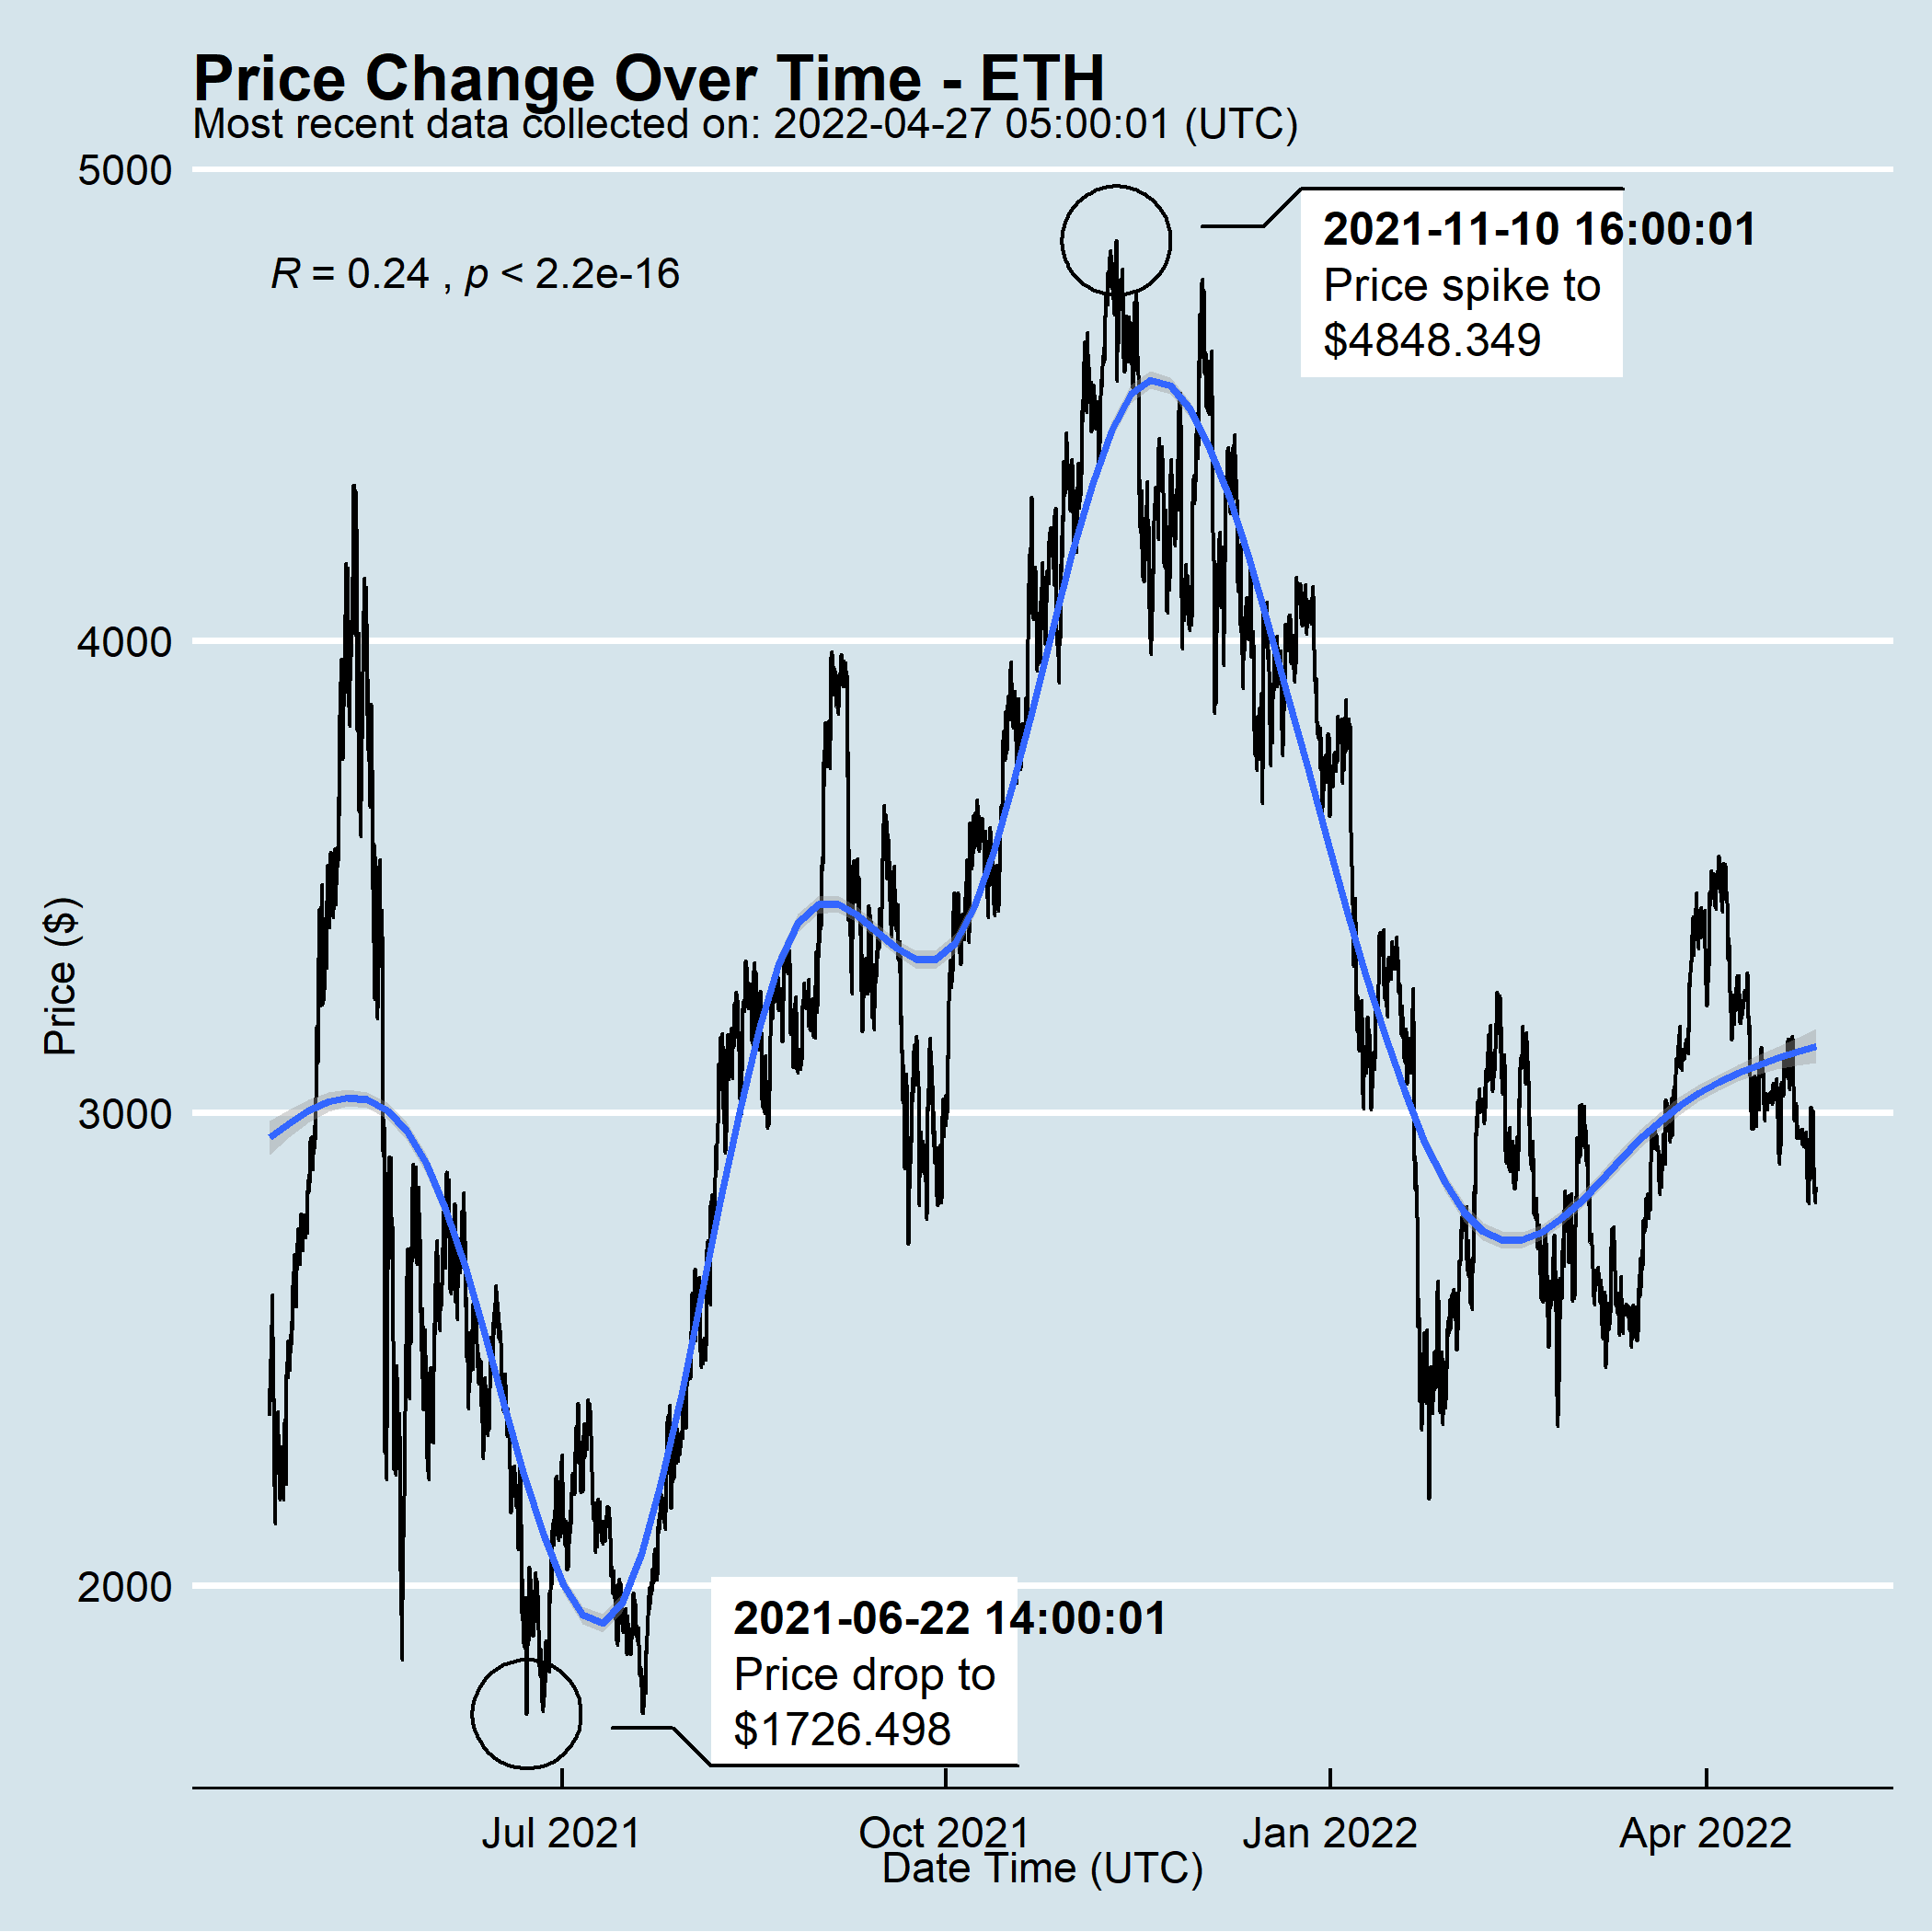 Price Change Over Time - ETH
Most recent data collected on: 2022-04-27 05:00:01 (UTC)
5000
2021-11-10 16:00:01
Price spike to
$4848.349
R = 0.24 , p < 2.2e-16
4000
Price ($)
3000
2000
2021-06-22 14:00:01
Price drop to
$1726.498
Jul 2021 Oct 2021 Jan 2022 Apr 2022
Date Time (UTC)